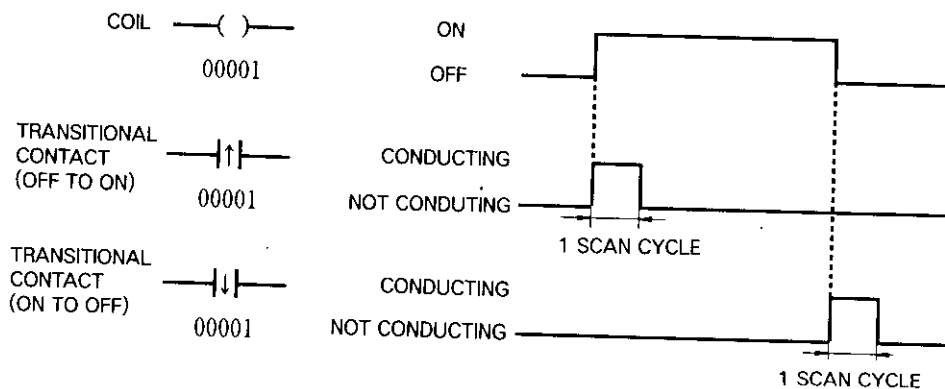 COIL ( ) ON
00001 OFF
TRANSITIONAL
CONTACT
(OFF TO ON)
↑
00001
CONDUCTING
NOT CONDUTING
1 SCAN CYCLE
TRANSITIONAL
CONTACT
(ON TO OFF)
↓
00001
CONDUCTING
NOT CONDUCTING
1 SCAN CYCLE